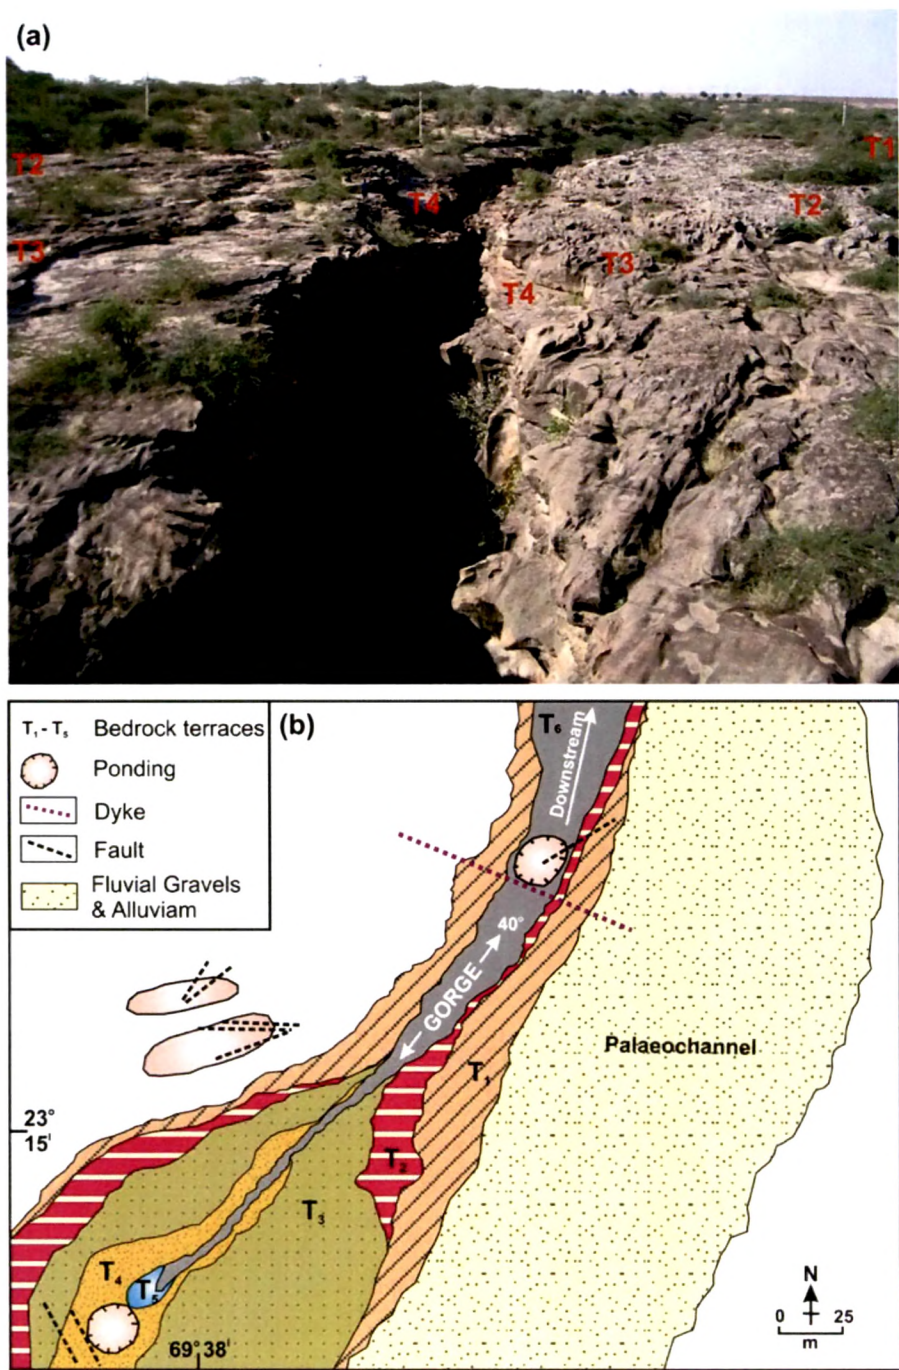 (a)
T2
T3
T4
T1
T2
T3
T4
T₁ - T₅ Bedrock terraces
Ponding
Dyke
Fault
Fluvial Gravels
& Alluviam
(b)
T₆
Downstream
40°
GORGE
Palaeochannel
T₁
23°
15'
T₂
T₃
T₄
T₅
N
0 25
m
69° 38'